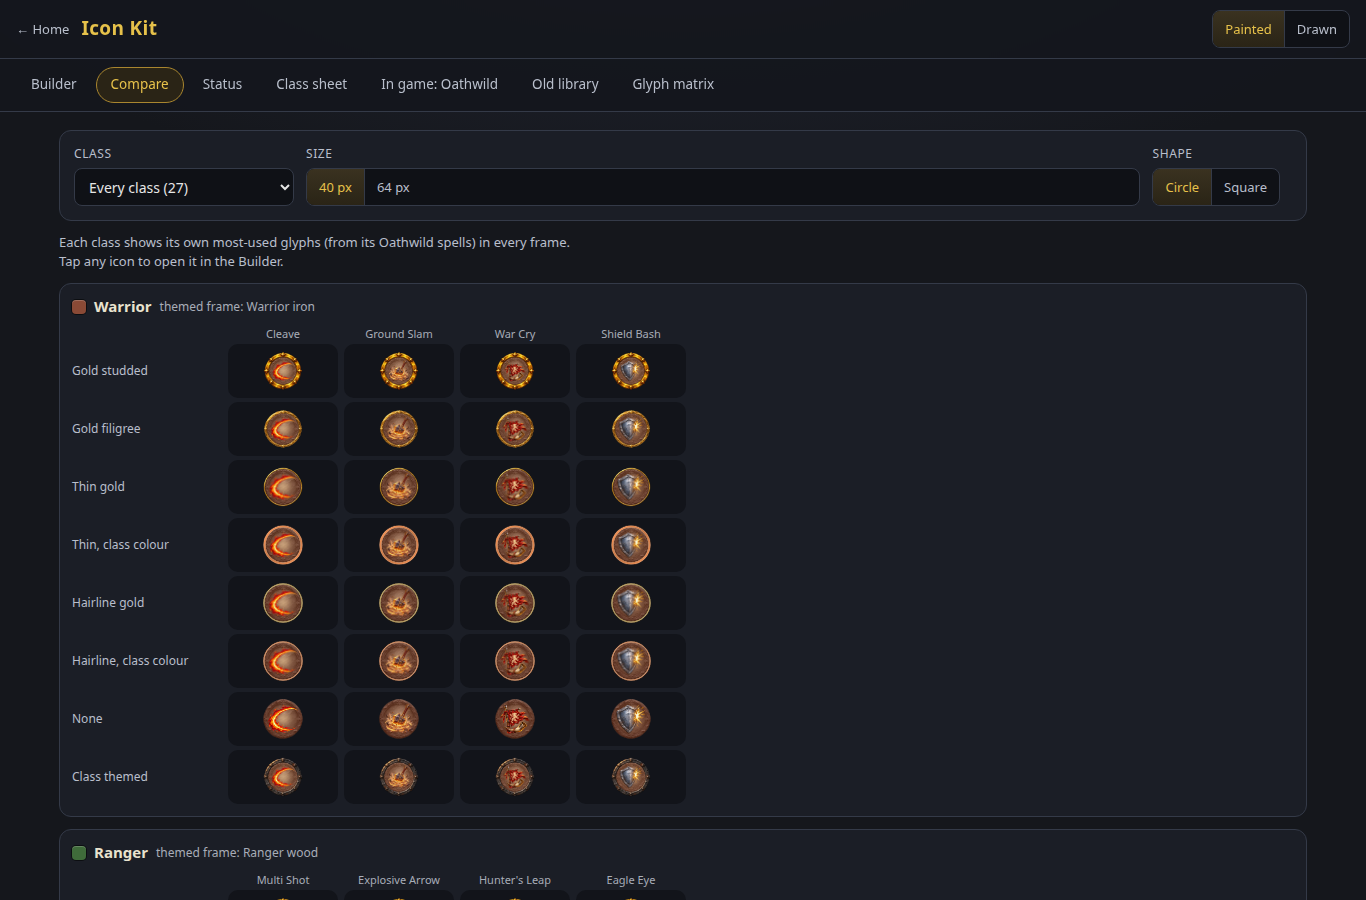 ← Home Icon Kit Painted Drawn
Builder Compare Status Class sheet In game: Oathwild Old library Glyph matrix
CLASS SIZE SHAPE
Every class (27) 40 px 64 px Circle Square
Each class shows its own most-used glyphs (from its Oathwild spells) in every frame.
Tap any icon to open it in the Builder.
Warrior themed frame: Warrior iron
Cleave Ground Slam War Cry Shield Bash
Gold studded
Gold filigree
Thin gold
Thin, class colour
Hairline gold
Hairline, class colour
None
Class themed
Ranger themed frame: Ranger wood
Multi Shot Explosive Arrow Hunter's Leap Eagle Eye